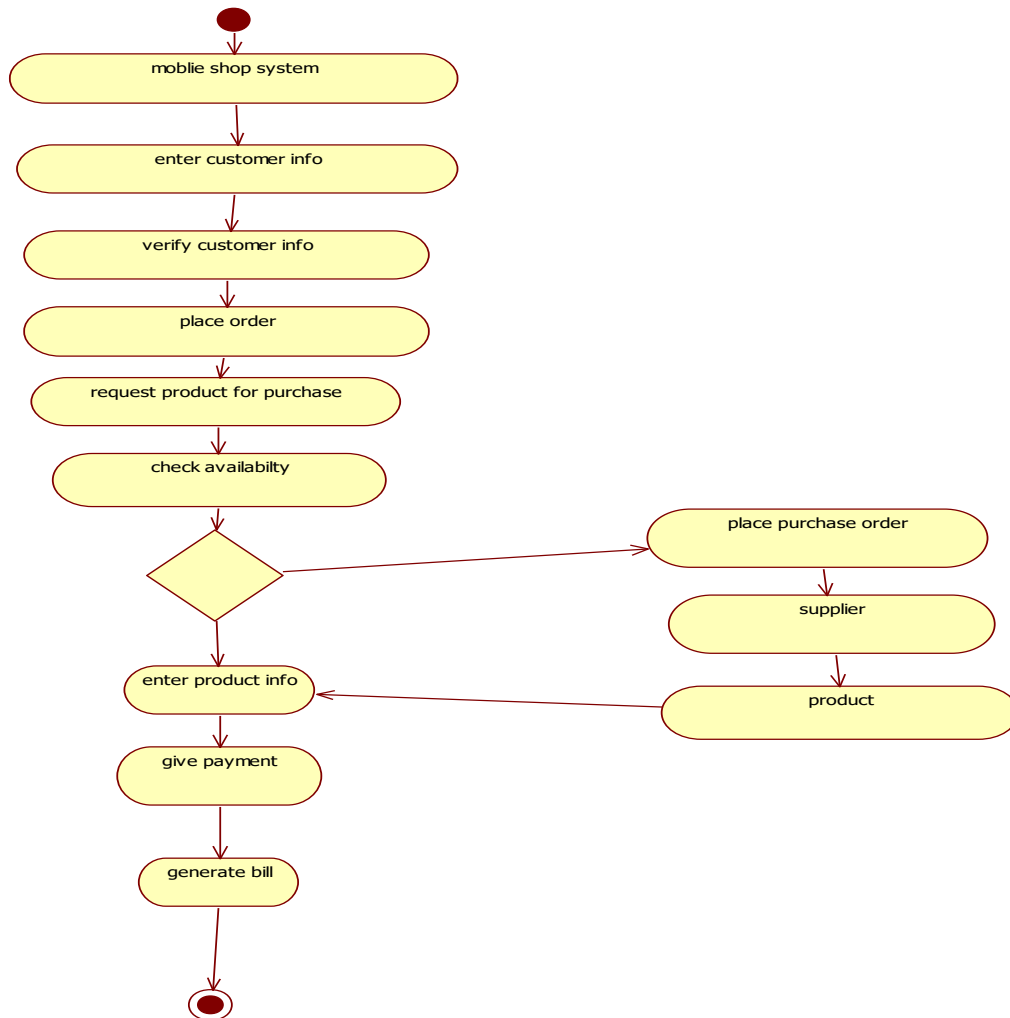 moblie shop system
enter customer info
verify customer info
place order
request product for purchase
check availabilty
place purchase order
supplier
enter product info
product
give payment
generate bill